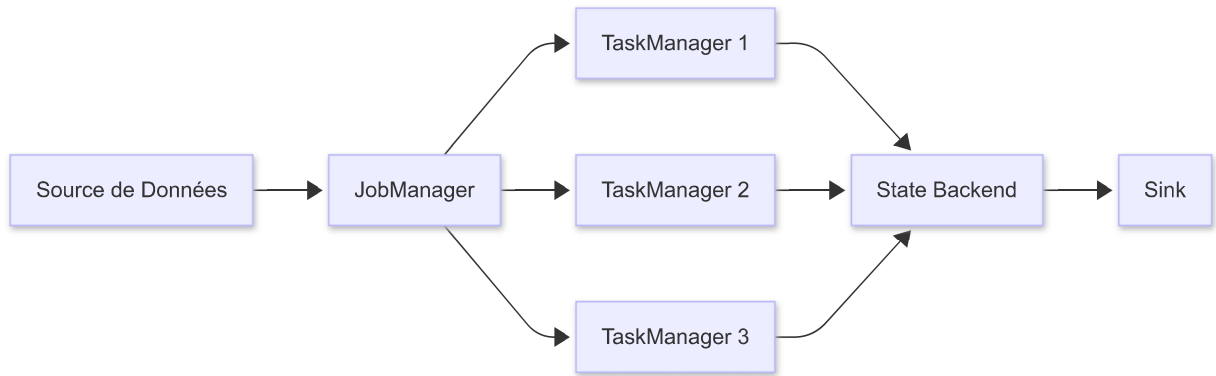 Source de Données
JobManager
TaskManager 1
TaskManager 2
TaskManager 3
State Backend
Sink